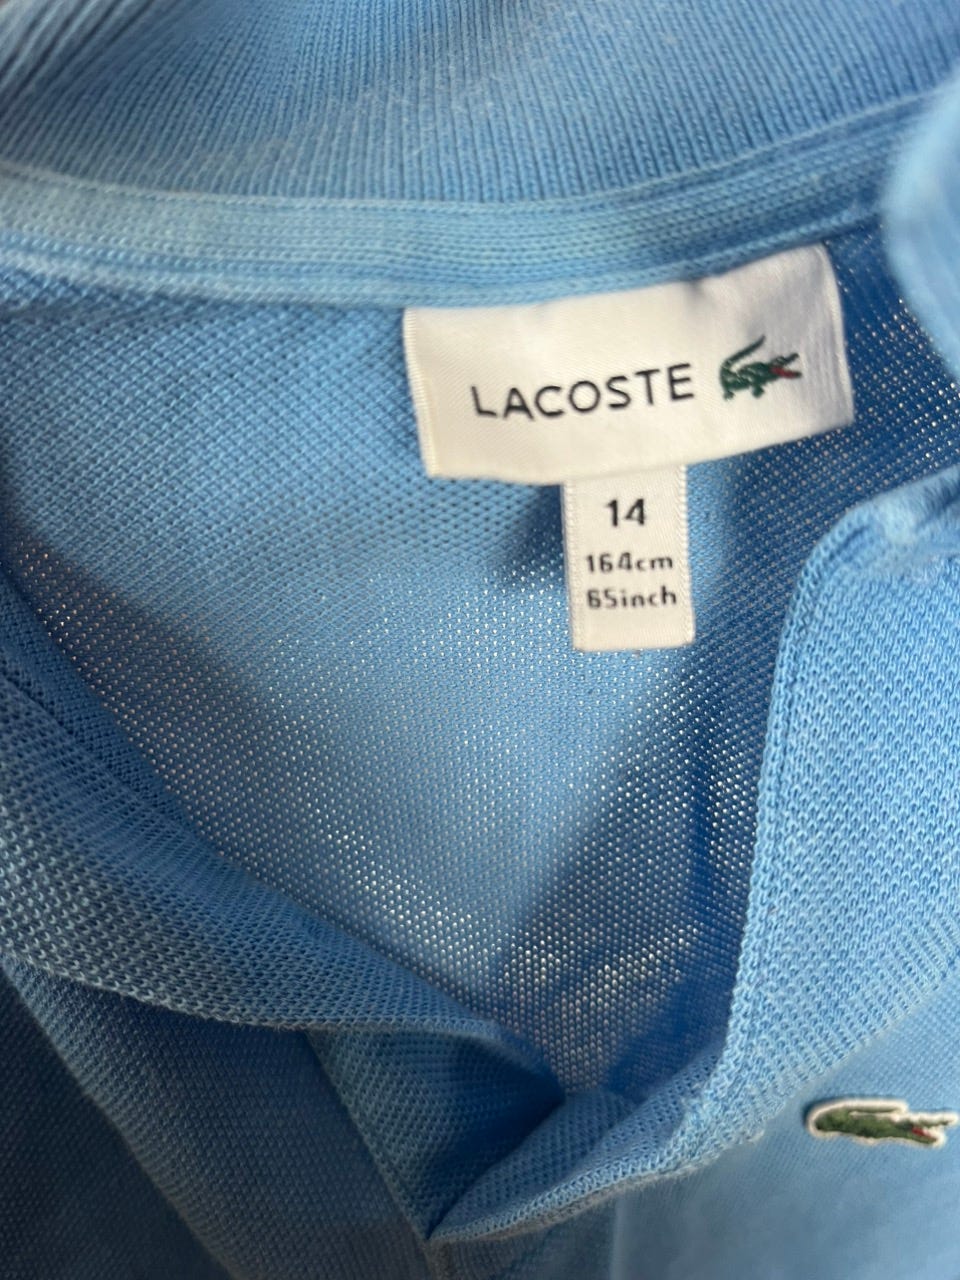 LACOSTE
14
164cm
65inch